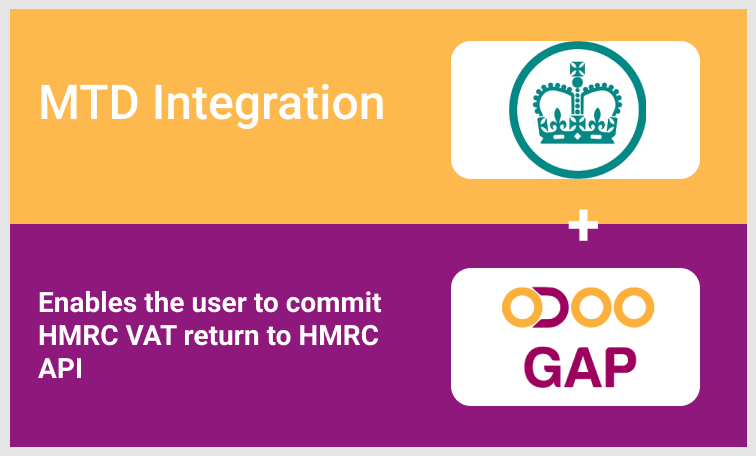 MTD Integration
+
Enables the user to commit
HMRC VAT return to HMRC
API
ODOO
GAP